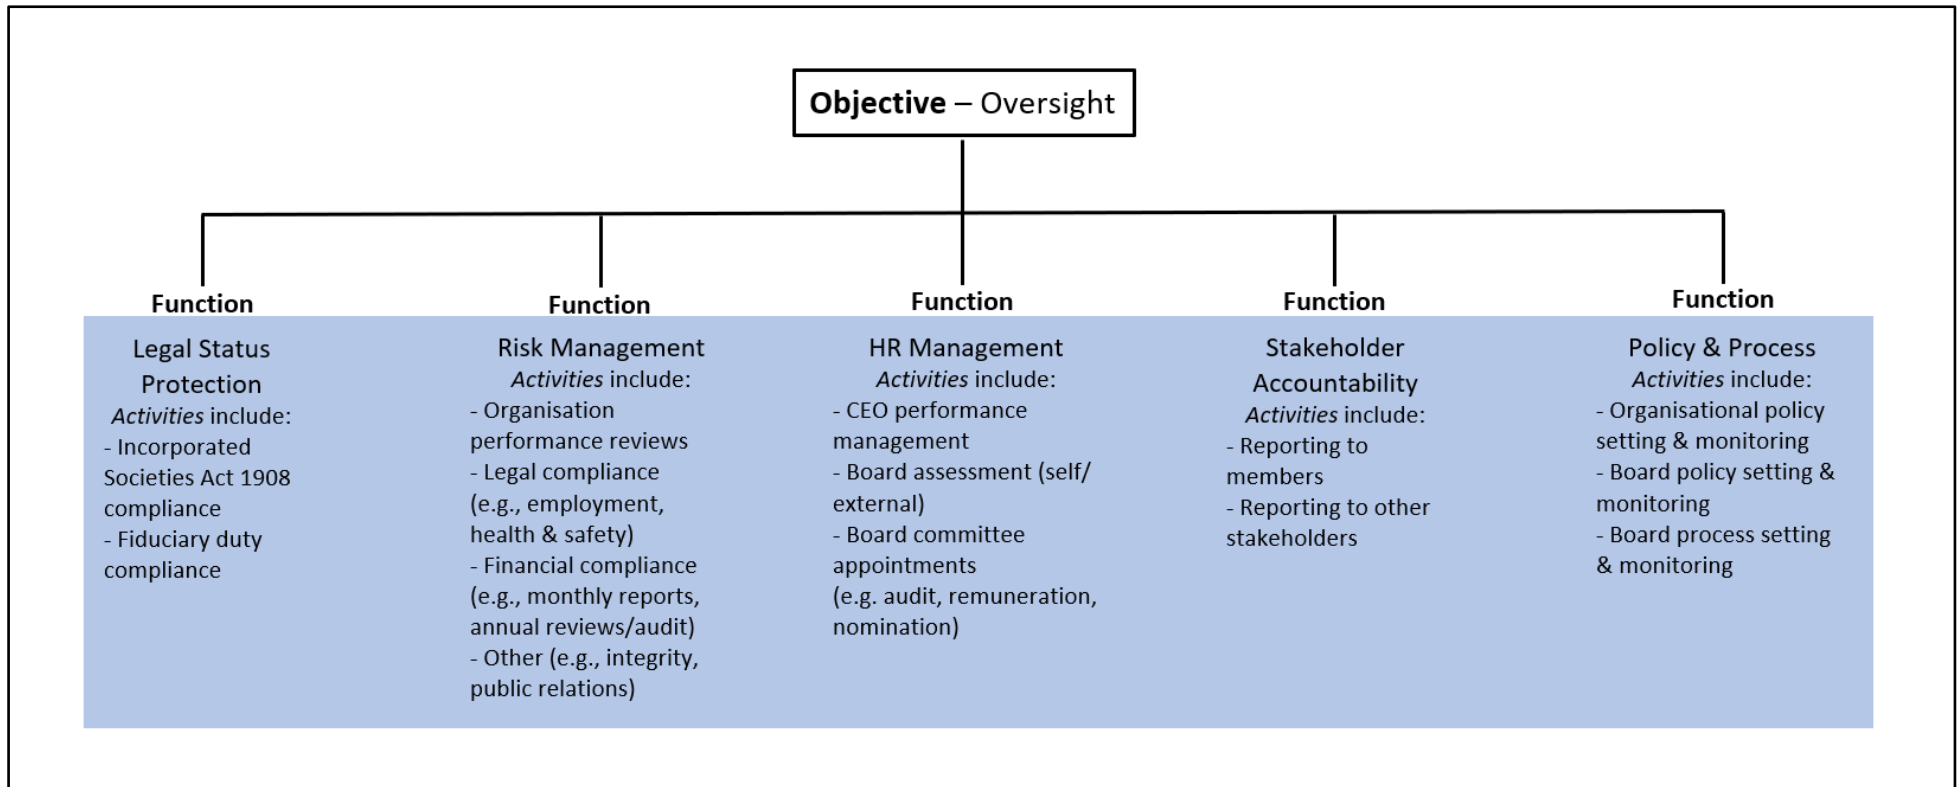 Objective – Oversight
Function
Legal Status
Protection
Activities include:
- Incorporated
Societies Act 1908
compliance
- Fiduciary duty
compliance
Function
Risk Management
Activities include:
- Organisation
performance reviews
- Legal compliance
(e.g., employment,
health & safety)
- Financial compliance
(e.g., monthly reports,
annual reviews/audit)
- Other (e.g., integrity,
public relations)
Function
HR Management
Activities include:
- CEO performance
management
- Board assessment (self/
external)
- Board committee
appointments
(e.g. audit, remuneration,
nomination)
Function
Stakeholder
Accountability
Activities include:
- Reporting to
members
- Reporting to other
stakeholders
Function
Policy & Process
Activities include:
- Organisational policy
setting & monitoring
- Board policy setting &
monitoring
- Board process setting
& monitoring